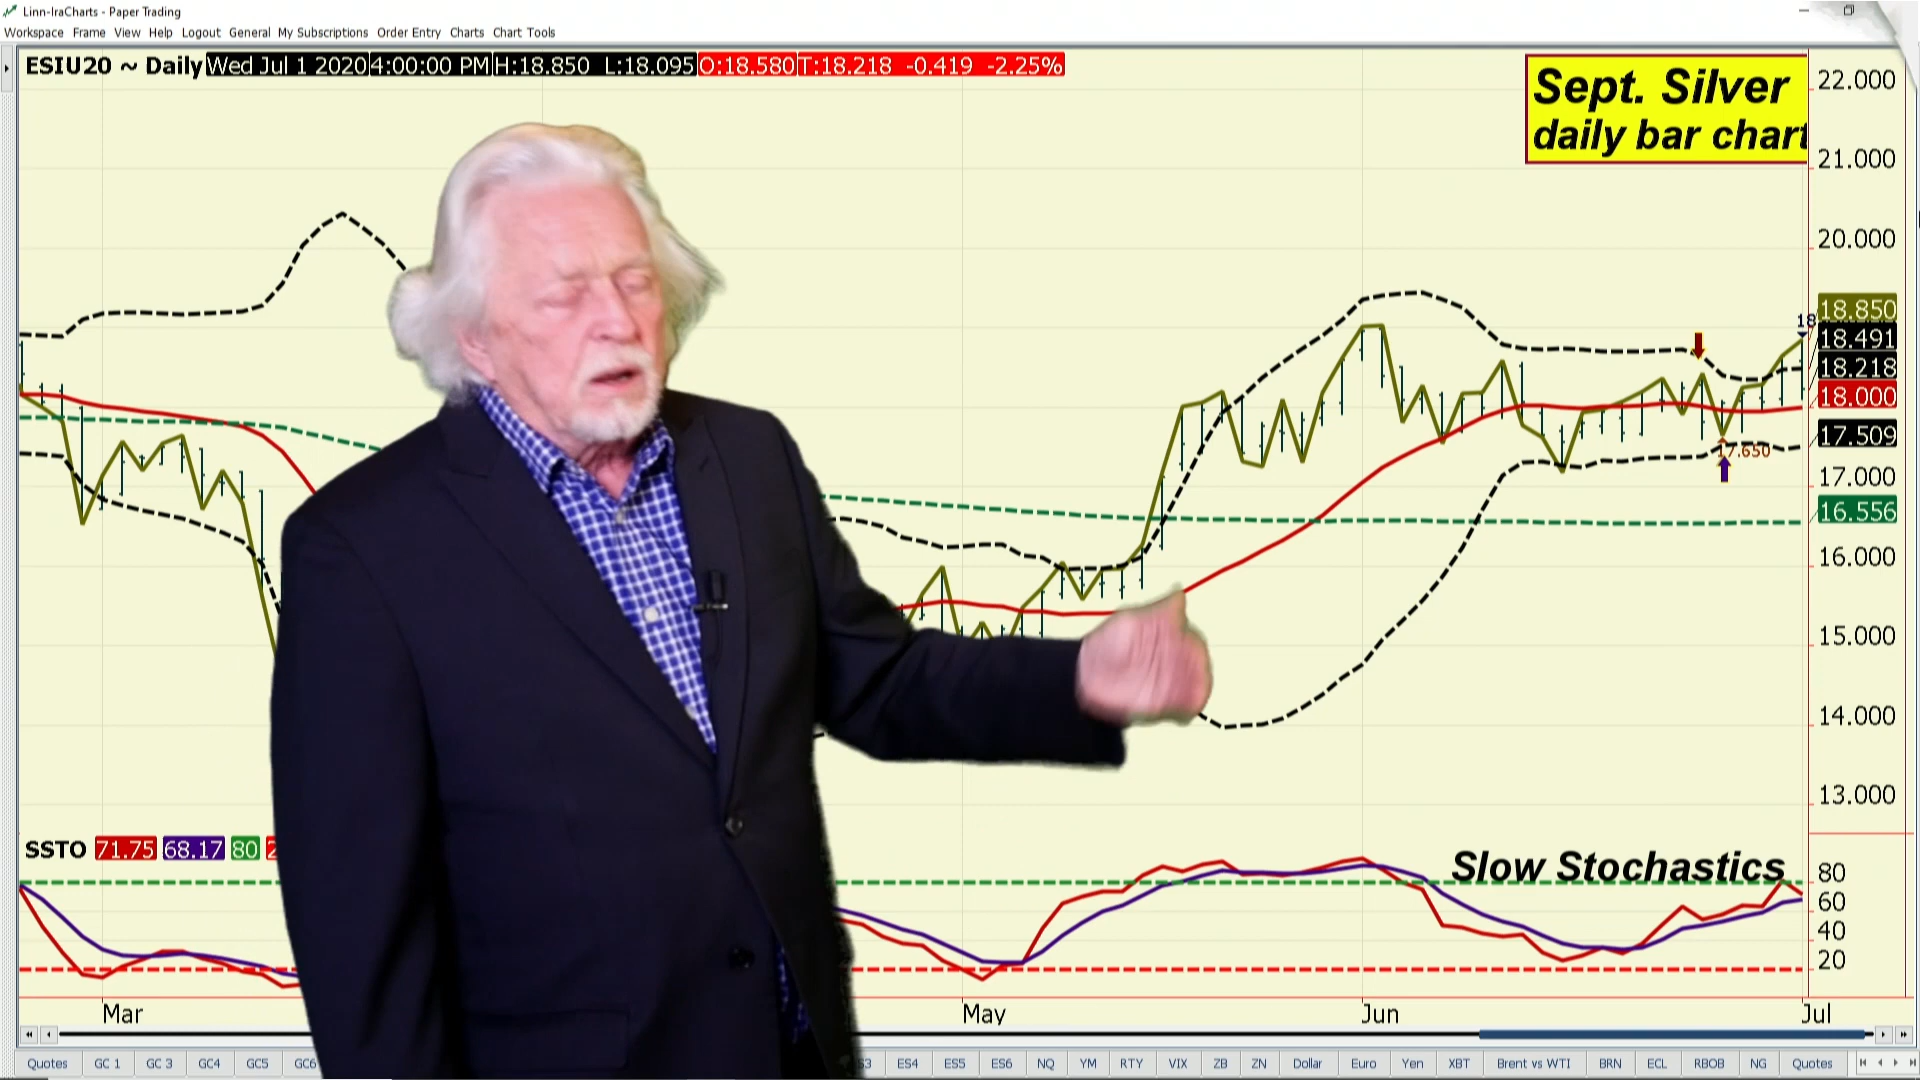 Linn-IraCharts - Paper Trading
Workspace Frame View Help Logout General My Subscriptions Order Entry Charts Chart Tools
ESIU20 ~ Daily Wed Jul 1 2020 4:00:00 PM H:18.850 L:18.095 O:18.580 T:18.218 -0.419 -2.25%
Sept. Silver
daily bar chart
22.000
21.000
20.000
18.850
18
18.491
18.218
18.000
17.509
17.650
17.000
16.556
16.000
15.000
14.000
13.000
SSTO 71.75 68.17 80 2
Slow Stochastics
80
60
40
20
Mar May Jun Jul
Quotes GC 1 GC 3 GC4 GC5 GC6 ES4 ES5 ES6 NQ YM RTY VIX ZB ZN Dollar Euro Yen XBT Brent vs WTI BRN ECL RBOB NG Quotes